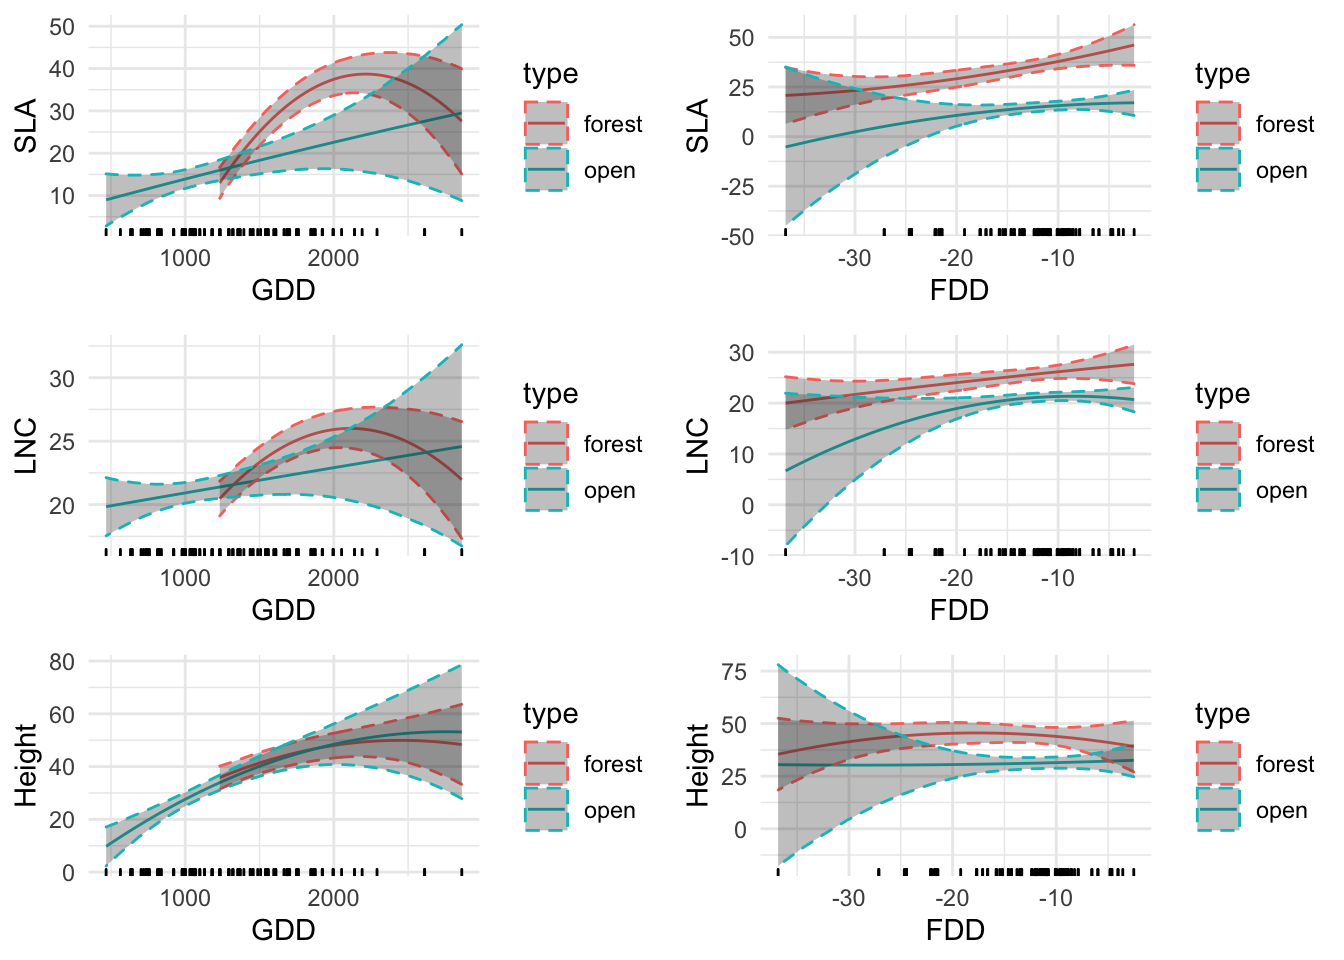 SLA
50
40
30
20
10
1000 2000
GDD
type
forest
open
SLA
50
25
0
-25
-50
-30 -20 -10
FDD
type
forest
open
LNC
30
25
20
1000 2000
GDD
type
forest
open
LNC
30
20
10
0
-10
-30 -20 -10
FDD
type
forest
open
Height
80
60
40
20
0
1000 2000
GDD
type
forest
open
Height
75
50
25
0
-30 -20 -10
FDD
type
forest
open